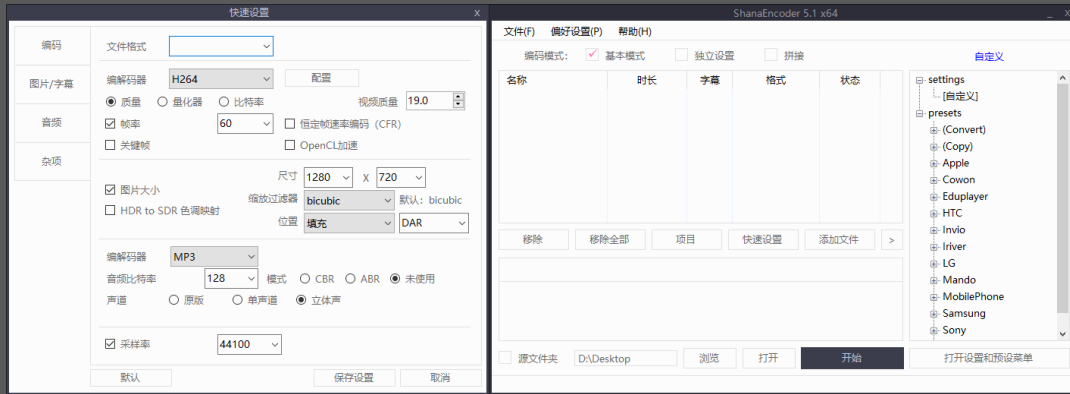 快速设置 x
编码
图片/字幕
音频
杂项
文件格式
编解码器 H264 配置
质量 量化器 比特率 视频质量 19.0
帧率 60 恒定帧速率编码（CFR）
关键帧 OpenCL加速
尺寸 1280 X 720
图片大小
缩放过滤器 bicubic 默认：bicubic
HDR to SDR 色调映射
位置 填充 DAR
编解码器 MP3
音频比特率 128 模式 CBR ABR 未使用
声道 原版 单声道 立体声
采样率 44100
默认 保存设置 取消
ShanaEncoder 5.1 x64 _ x
文件(F) 偏好设置(P) 帮助(H)
编码模式： 基本模式 独立设置 拼接 自定义
名称 时长 字幕 格式 状态
移除 移除全部 项目 快速设置 添加文件 >
源文件夹 D:\Desktop 浏览 打开 开始
settings
[自定义]
presets
(Convert)
(Copy)
Apple
Cowon
Eduplayer
HTC
Invio
Iriver
LG
Mando
MobilePhone
Samsung
Sony
打开设置和预设菜单